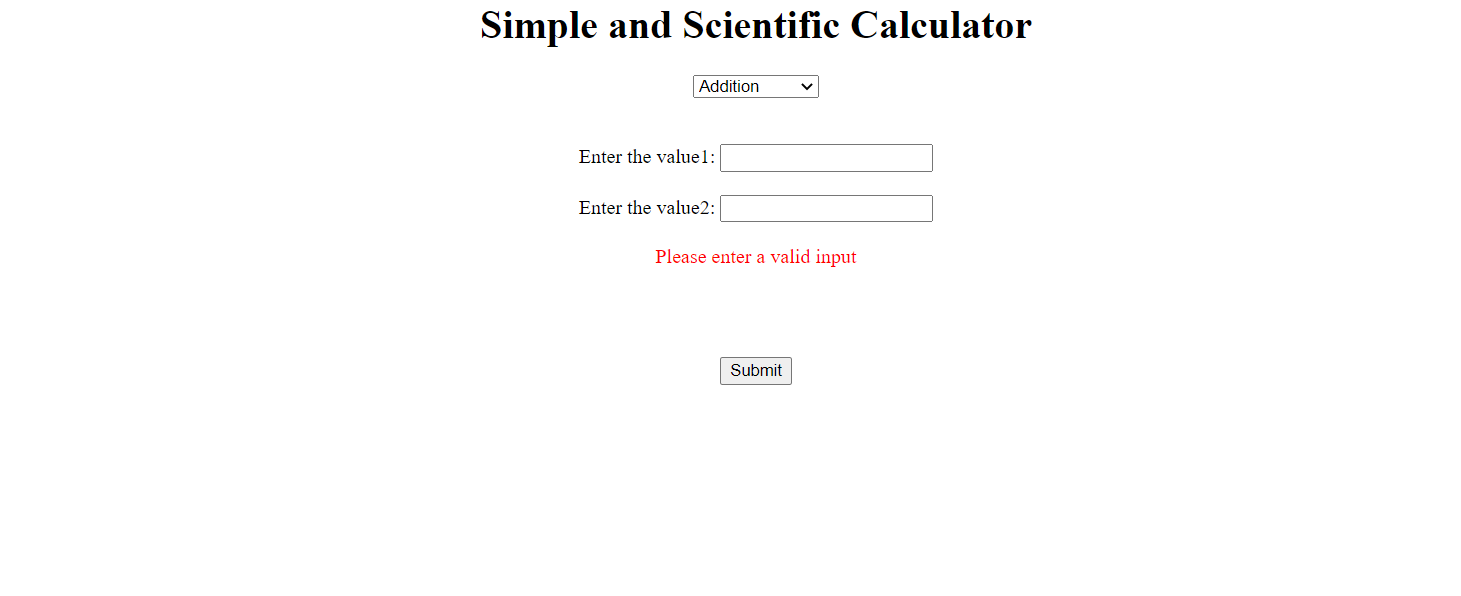 Simple and Scientific Calculator
Addition
Enter the value1:
Enter the value2:
Please enter a valid input
Submit